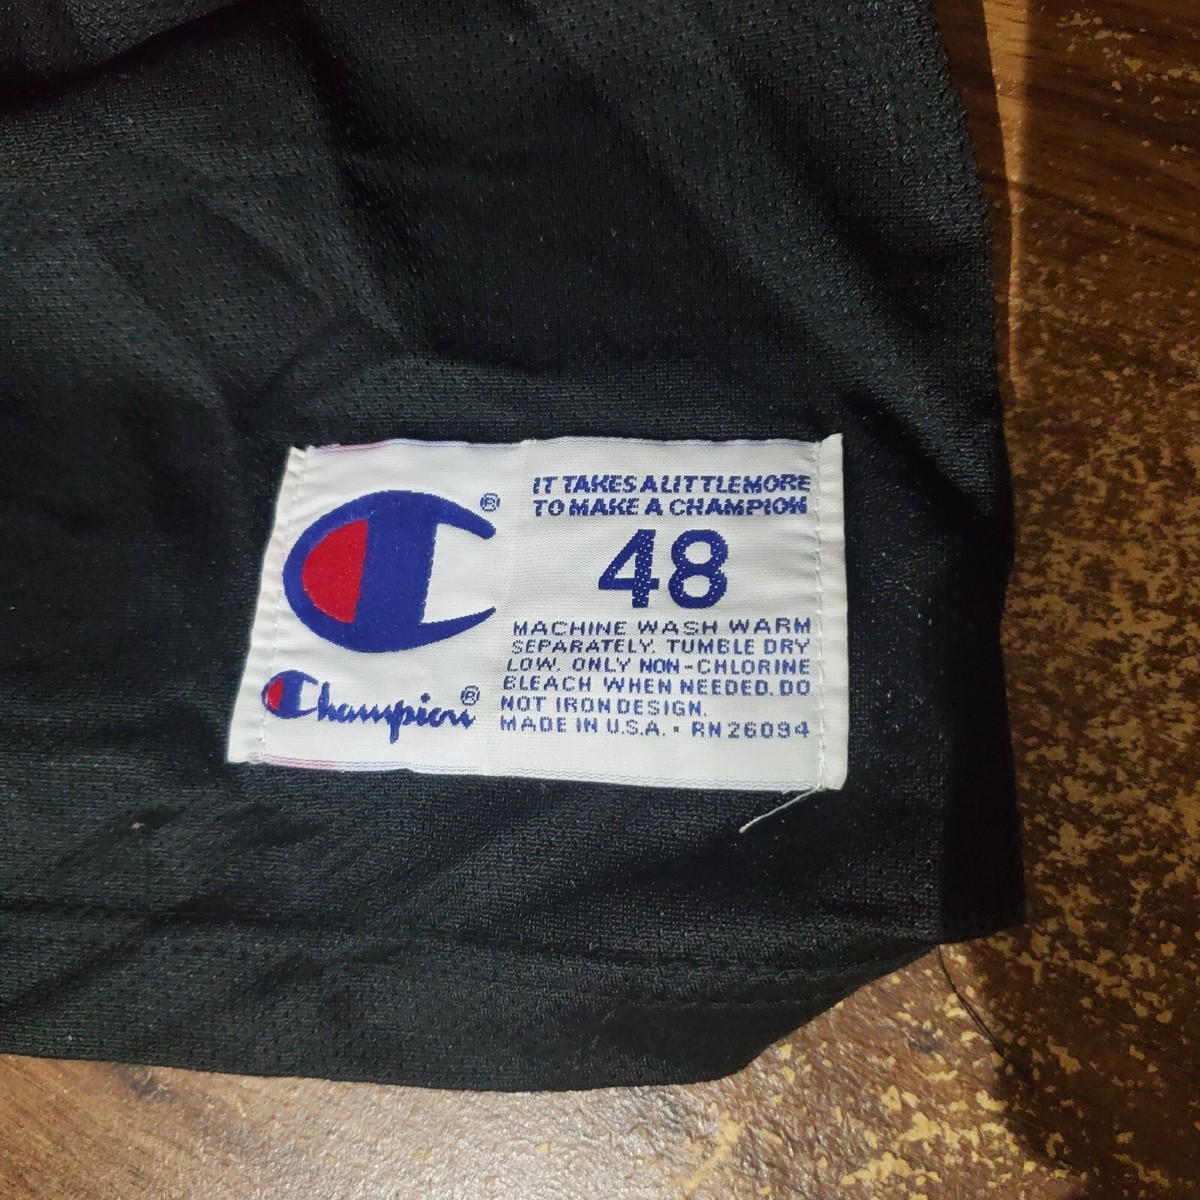 IT TAKES A LITTLE MORE
TO MAKE A CHAMPION
48
MACHINE WASH WARM
SEPARATELY. TUMBLE DRY
LOW. ONLY NON-CHLORINE
BLEACH WHEN NEEDED. DO
NOT IRON DESIGN.
MADE IN U.S.A. • RN 26094
®
Champion®